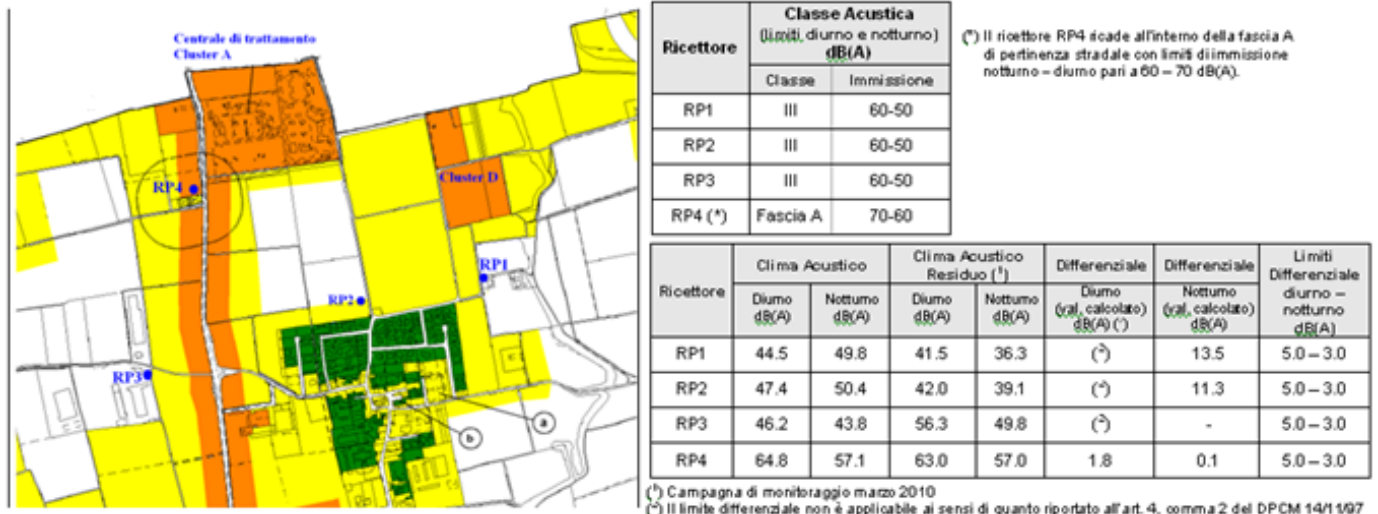 Centrale di trattamento
Cluster A
Cluster D
RP4
RP1
RP2
RP3
a
b
Ricettore | Classe Acustica (limiti diurno e notturno) dB(A)
Classe | Immissione
RP1 | III | 60-50
RP2 | III | 60-50
RP3 | III | 60-50
RP4 (*) | Fascia A | 70-60
(*) Il ricettore RP4 ricade all'interno della fascia A
di pertinenza stradale con limiti di immissione
notturno – diurno pari a 60 – 70 dB(A).
Ricettore | Clima Acustico | Clima Acustico Residuo (¹) | Differenziale | Differenziale | Limiti Differenziale diurno – notturno dB(A)
Diurno dB(A) | Notturno dB(A) | Diurno dB(A) | Notturno dB(A) | Diurno (val. calcolato) dB(A) (²) | Notturno (val. calcolato) dB(A)
RP1 | 44.5 | 49.8 | 41.5 | 36.3 | (²) | 13.5 | 5.0 – 3.0
RP2 | 47.4 | 50.4 | 42.0 | 39.1 | (²) | 11.3 | 5.0 – 3.0
RP3 | 46.2 | 43.8 | 56.3 | 49.8 | (²) | - | 5.0 – 3.0
RP4 | 64.8 | 57.1 | 63.0 | 57.0 | 1.8 | 0.1 | 5.0 – 3.0
(¹) Campagna di monitoraggio marzo 2010
(²) Il limite differenziale non è applicabile ai sensi di quanto riportato all'art. 4, comma 2 del DPCM 14/11/97